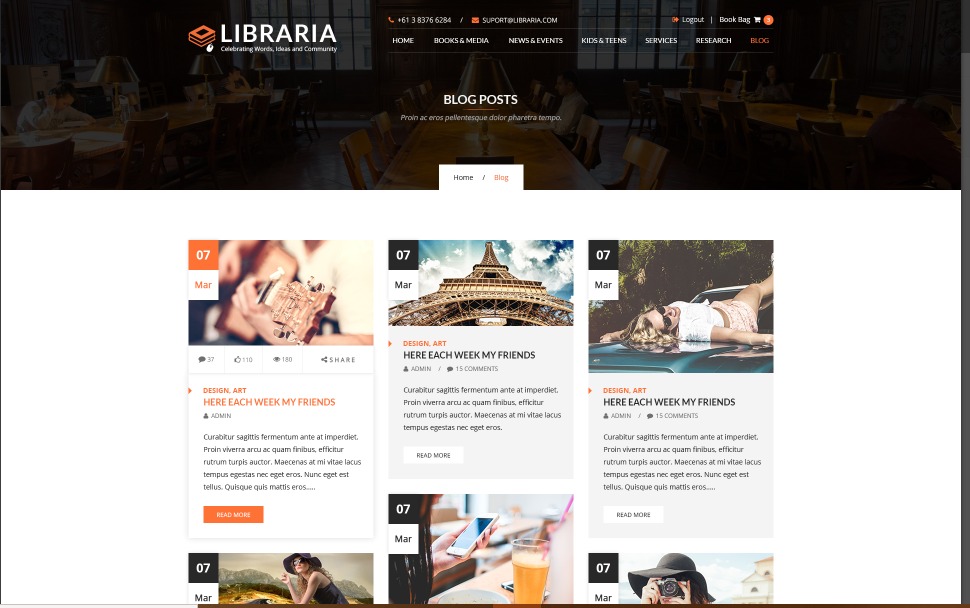 +61 3 8376 6284 / SUPORT@LIBRARIA.COM
Logout | Book Bag
LIBRARIA
Celebrating Words, Ideas and Community
HOME BOOKS & MEDIA NEWS & EVENTS KIDS & TEENS SERVICES RESEARCH BLOG
BLOG POSTS
Proin ac eros pellentesque dolor pharetra tempo.
Home / Blog
07
Mar
37 110 180 SHARE
DESIGN, ART
HERE EACH WEEK MY FRIENDS
ADMIN
Curabitur sagittis fermentum ante at imperdiet.
Proin viverra arcu ac quam finibus, efficitur
rutrum turpis auctor. Maecenas at mi vitae lacus
tempus egestas nec eget eros. Nunc eget est
tellus. Quisque quis mattis eros.....
READ MORE
07
Mar
DESIGN, ART
HERE EACH WEEK MY FRIENDS
ADMIN / 15 COMMENTS
Curabitur sagittis fermentum ante at imperdiet.
Proin viverra arcu ac quam finibus, efficitur
rutrum turpis auctor. Maecenas at mi vitae lacus
tempus egestas nec eget eros.
READ MORE
07
Mar
DESIGN, ART
HERE EACH WEEK MY FRIENDS
ADMIN / 15 COMMENTS
Curabitur sagittis fermentum ante at imperdiet.
Proin viverra arcu ac quam finibus, efficitur
rutrum turpis auctor. Maecenas at mi vitae lacus
tempus egestas nec eget eros. Nunc eget est
tellus. Quisque quis mattis eros.....
READ MORE
07
Mar
07
Mar
07
Mar